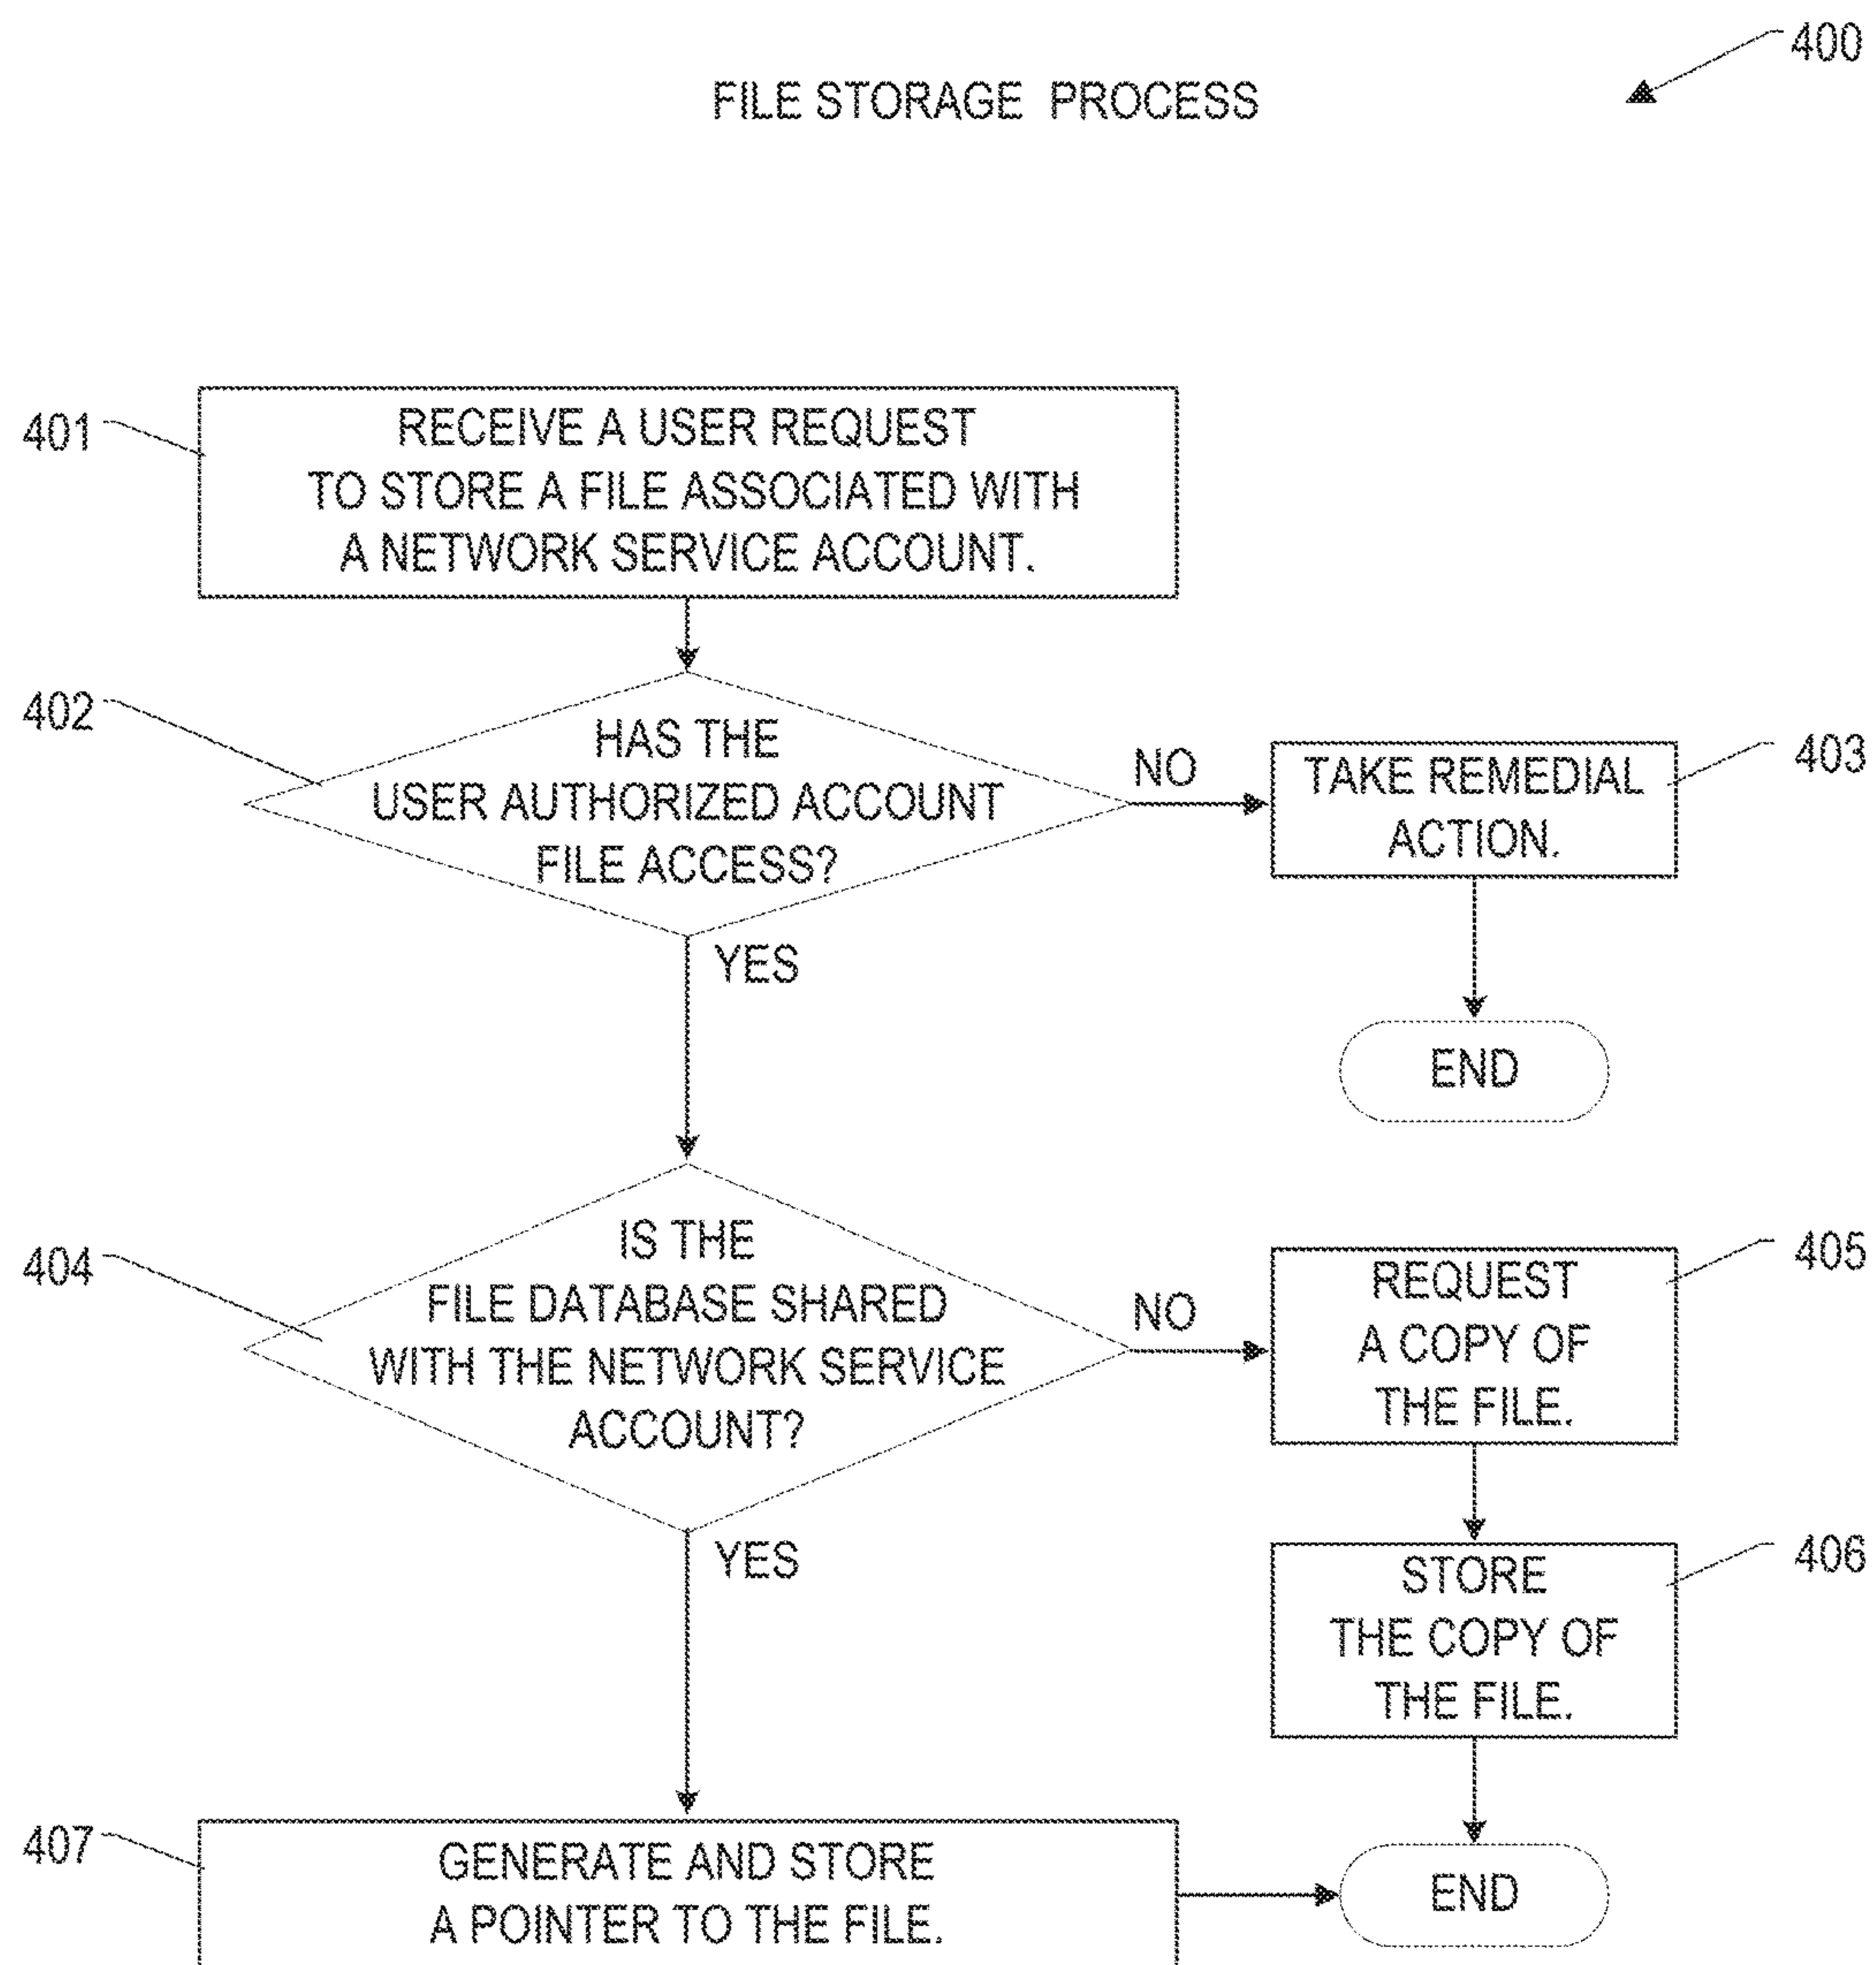 400
FILE STORAGE PROCESS
401
RECEIVE A USER REQUEST
TO STORE A FILE ASSOCIATED WITH
A NETWORK SERVICE ACCOUNT.
402
HAS THE
USER AUTHORIZED ACCOUNT
FILE ACCESS?
NO
403
TAKE REMEDIAL
ACTION.
YES
END
404
IS THE
FILE DATABASE SHARED
WITH THE NETWORK SERVICE
ACCOUNT?
NO
405
REQUEST
A COPY OF
THE FILE.
YES
406
STORE
THE COPY OF
THE FILE.
407
GENERATE AND STORE
A POINTER TO THE FILE.
END